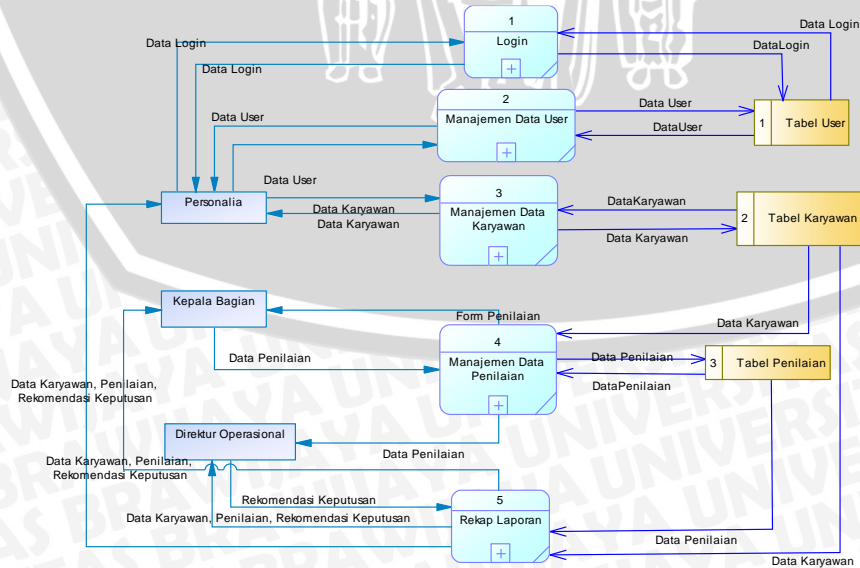 1
Login
Data Login
Data Login
DataLogin
Data Login
2
Manajemen Data User
Data User
Data User
DataUser
1
Tabel User
Personalia
Data User
Data Karyawan
Data Karyawan
3
Manajemen Data
Karyawan
DataKaryawan
Data Karyawan
2
Tabel Karyawan
Kepala Bagian
Form Penilaian
Data Karyawan
4
Manajemen Data
Penilaian
Data Penilaian
Data Penilaian
DataPenilaian
3
Tabel Penilaian
Data Karyawan, Penilaian,
Rekomendasi Keputusan
Direktur Operasional
Data Penilaian
Data Karyawan, Penilaian,
Rekomendasi Keputusan
5
Rekap Laporan
Rekomendasi Keputusan
Data Karyawan, Penilaian, Rekomendasi Keputusan
Data Penilaian
Data Karyawan